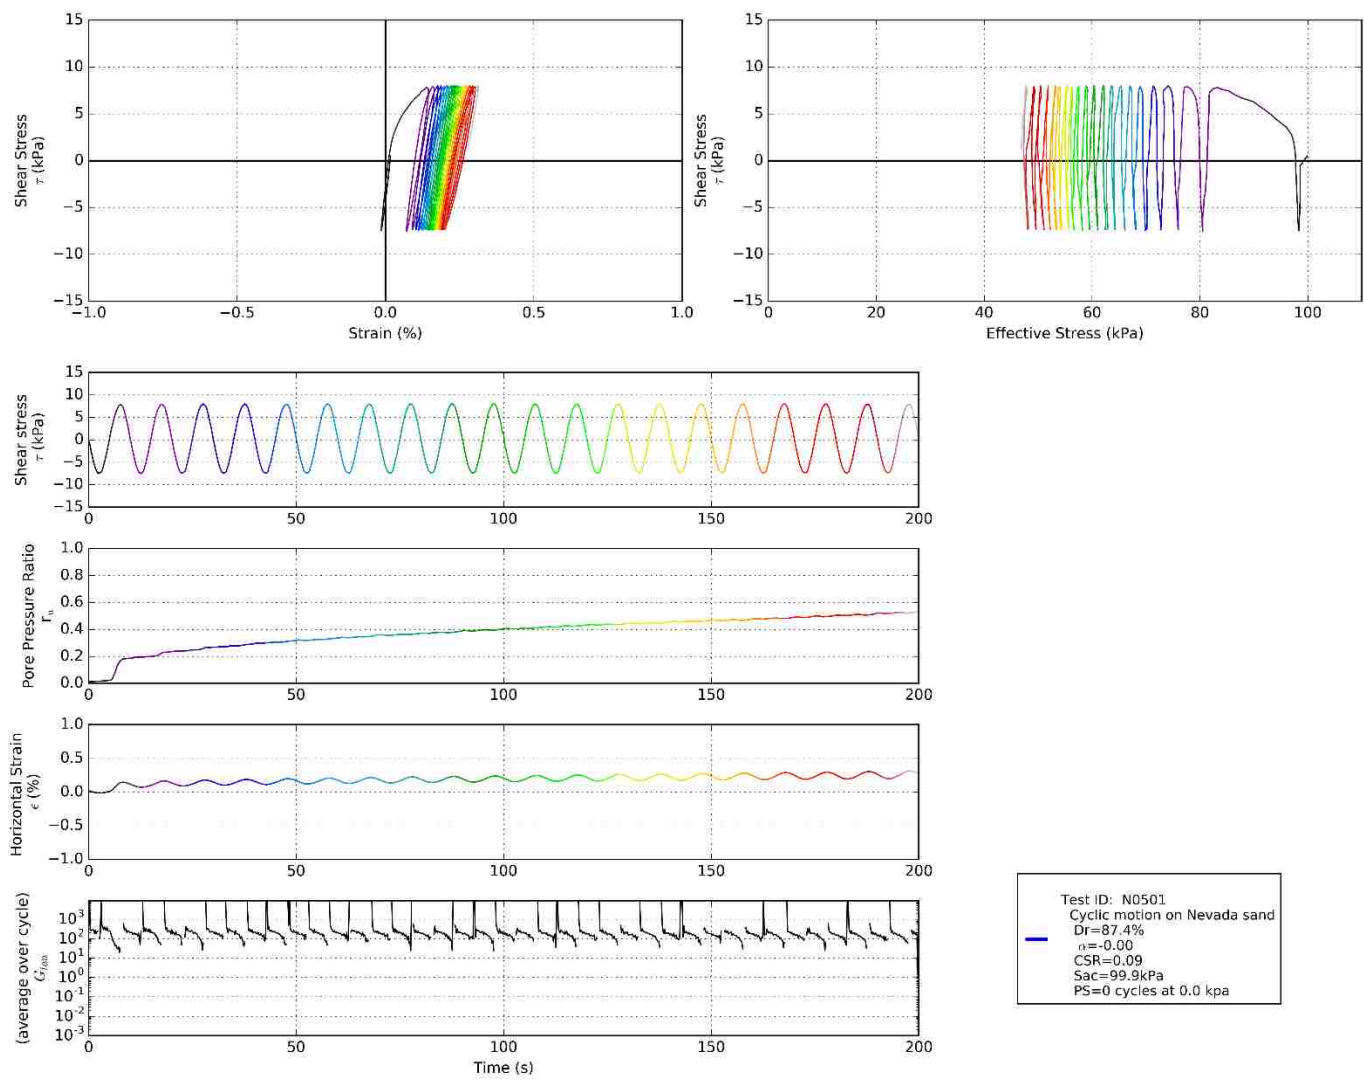 15
10
5
0
−5
−10
−15
Shear Stress
τ (kPa)
−1.0 −0.5 0.0 0.5 1.0
Strain (%)
15
10
5
0
−5
−10
−15
Shear Stress
τ (kPa)
0 20 40 60 80 100
Effective Stress (kPa)
15
10
5
0
−5
−10
−15
Shear stress
τ (kPa)
0 50 100 150 200
1.0
0.8
0.6
0.4
0.2
0.0
Pore Pressure Ratio
r_u
0 50 100 150 200
1.0
0.5
0.0
−0.5
−1.0
Horizontal Strain
ϵ (%)
0 50 100 150 200
10³
10²
10¹
10⁰
10⁻¹
10⁻²
10⁻³
(average over cycle)
0 50 100 150 200
Time (s)
Test ID: N0501
Cyclic motion on Nevada sand
Dr=87.4%
α=-0.00
CSR=0.09
Sac=99.9kPa
PS=0 cycles at 0.0 kpa